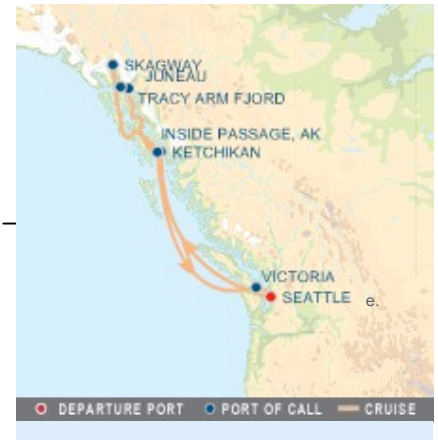 SKAGWAY
JUNEAU
TRACY ARM FJORD
INSIDE PASSAGE, AK
KETCHIKAN
VICTORIA
SEATTLE e.
DEPARTURE PORT PORT OF CALL CRUISE